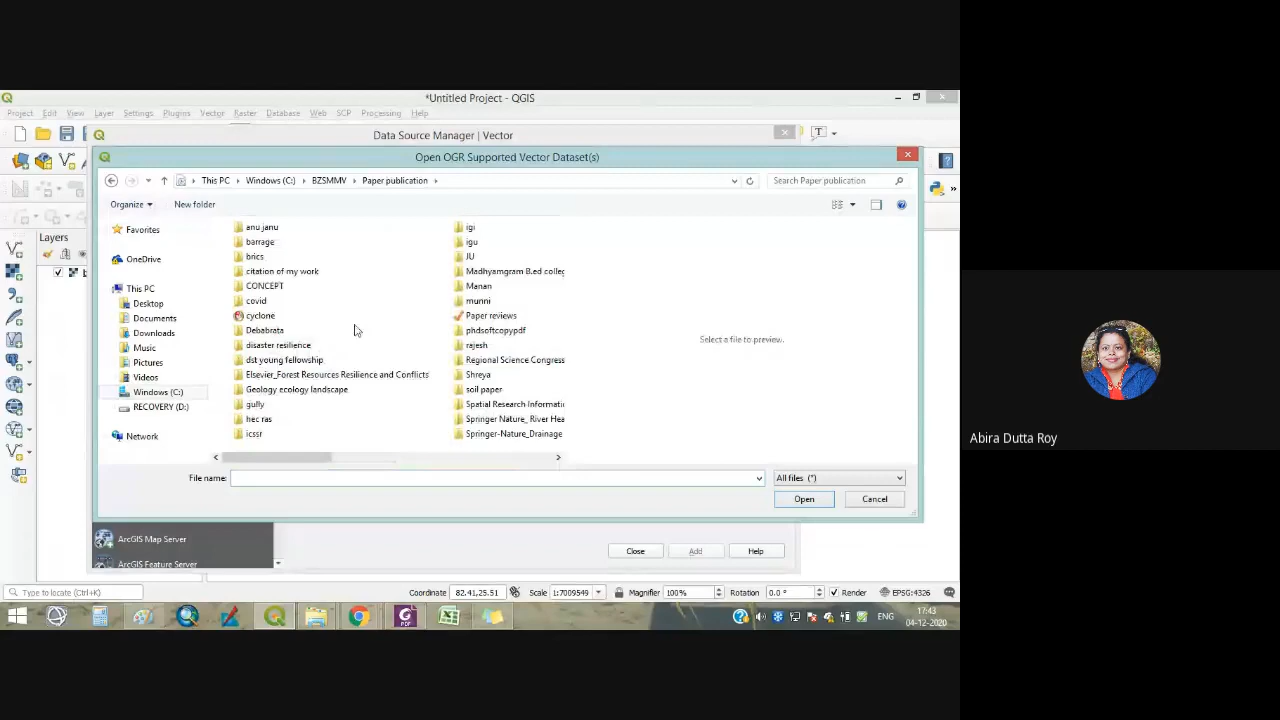 *Untitled Project - QGIS
Project Edit View Layer Settings Plugins Vector Raster Database Web SCP Processing Help
Data Source Manager | Vector
T
Open OGR Supported Vector Dataset(s)
This PC Windows (C:) BZSMMV Paper publication
Search Paper publication
Organize
New folder
Layers
Favorites
OneDrive
This PC
Desktop
Documents
Downloads
Music
Pictures
Videos
Windows (C:)
RECOVERY (D:)
Network
anu janu
barrage
brics
citation of my work
CONCEPT
covid
cyclone
Debabrata
disaster resilience
dst young fellowship
Elsevier_Forest Resources Resilience and Conflicts
Geology ecology landscape
gully
hec ras
icssr
igi
igu
JU
Madhyamgram B.ed colleg
Manan
munni
Paper reviews
phdsoftcopypdf
rajesh
Regional Science Congress
Shreya
soil paper
Spatial Research Informati
Springer Nature_ River Hea
Springer-Nature_Drainage
Select a file to preview.
File name:
All files (*)
Open
Cancel
ArcGIS Map Server
ArcGIS Feature Server
Close
Add
Help
Type to locate (Ctrl+K)
Coordinate 82.41,25.51
Scale 1:7009549
Magnifier 100%
Rotation 0.0 °
Render
EPSG:4326
PDF
ENG
17:43
04-12-2020
Abira Dutta Roy